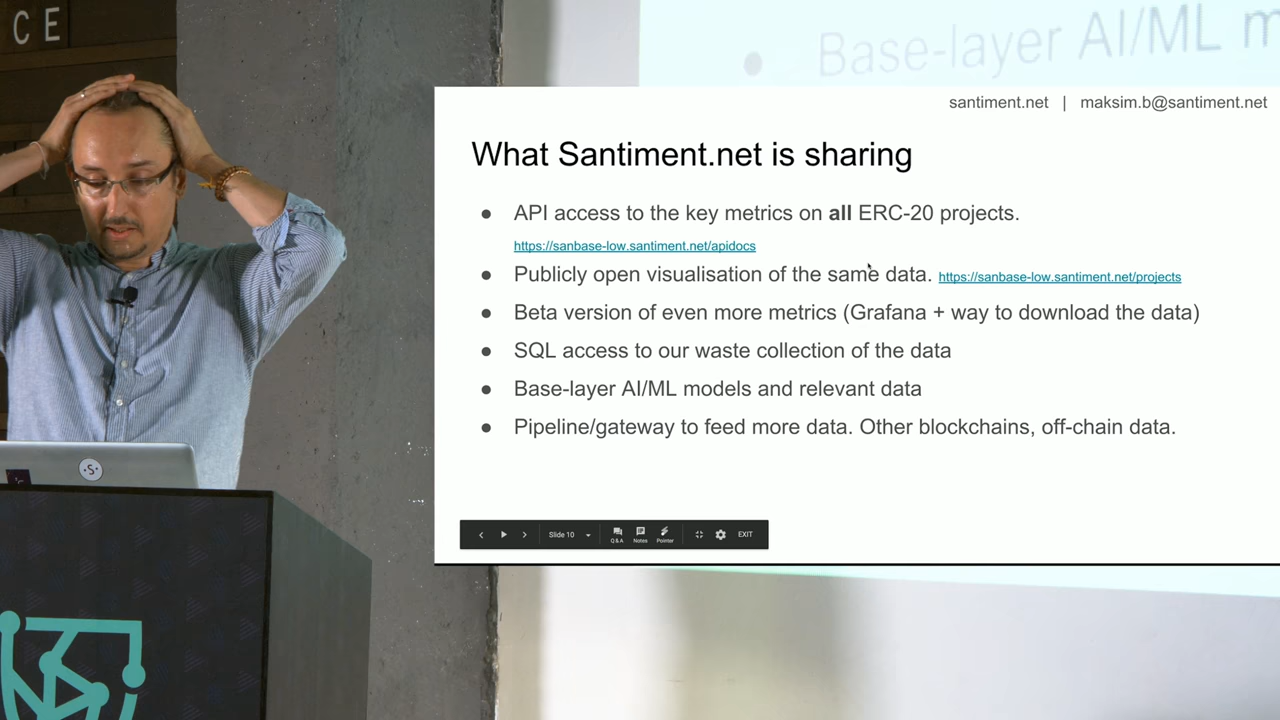 CE
Base-layer AI/ML m
santiment.net | maksim.b@santiment.net
What Santiment.net is sharing
● API access to the key metrics on all ERC-20 projects.
https://sanbase-low.santiment.net/apidocs
● Publicly open visualisation of the same data. https://sanbase-low.santiment.net/projects
● Beta version of even more metrics (Grafana + way to download the data)
● SQL access to our waste collection of the data
● Base-layer AI/ML models and relevant data
● Pipeline/gateway to feed more data. Other blockchains, off-chain data.
Slide 10
Q&A Notes Pointer
EXIT
·S·